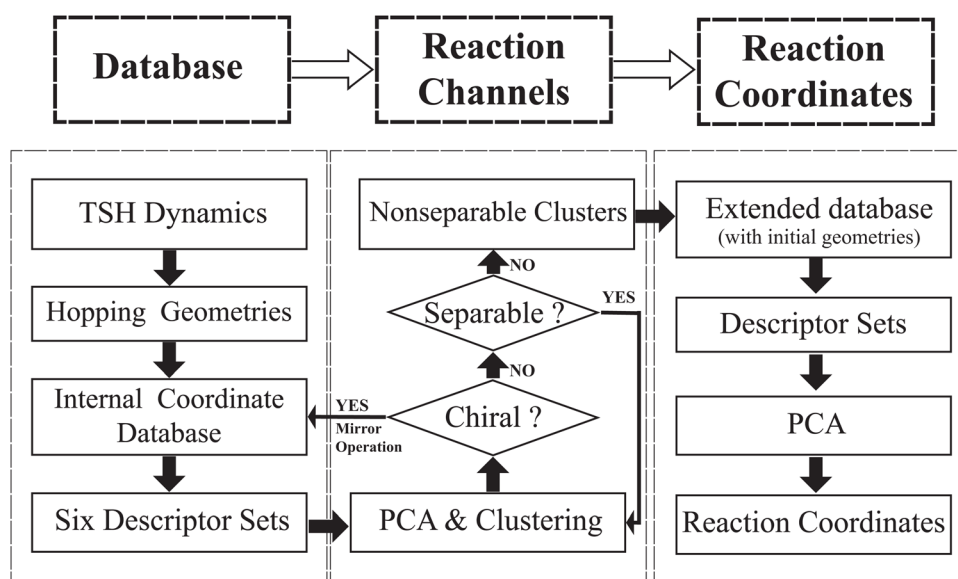 Database
Reaction
Channels
Reaction
Coordinates
TSH Dynamics
Hopping Geometries
Internal Coordinate
Database
Six Descriptor Sets
Nonseparable Clusters
NO
Separable ?
YES
NO
Chiral ?
YES
Mirror
Operation
PCA & Clustering
Extended database
(with initial geometries)
Descriptor Sets
PCA
Reaction Coordinates